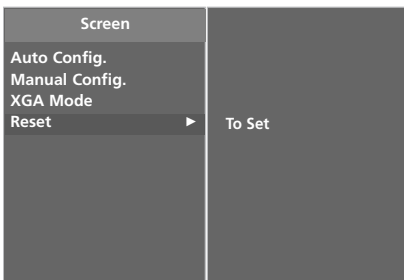 Screen
Auto Config.
Manual Config.
XGA Mode
Reset ►
To Set